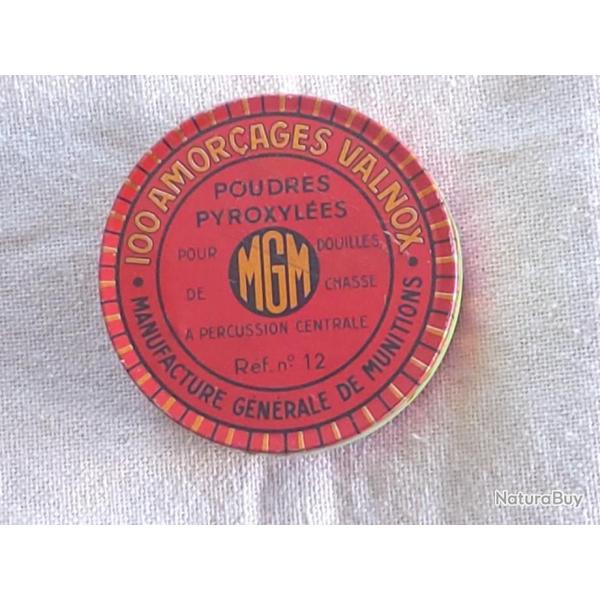 100 AMORÇAGES VALNOX
POUDRES
PYROXYLÉES
POUR DOUILLES,
MGM
DE CHASSE
A PERCUSSION CENTRALE
Réf. nº 12
• MANUFACTURE GÉNÉRALE DE MUNITIONS •
NaturaBuy